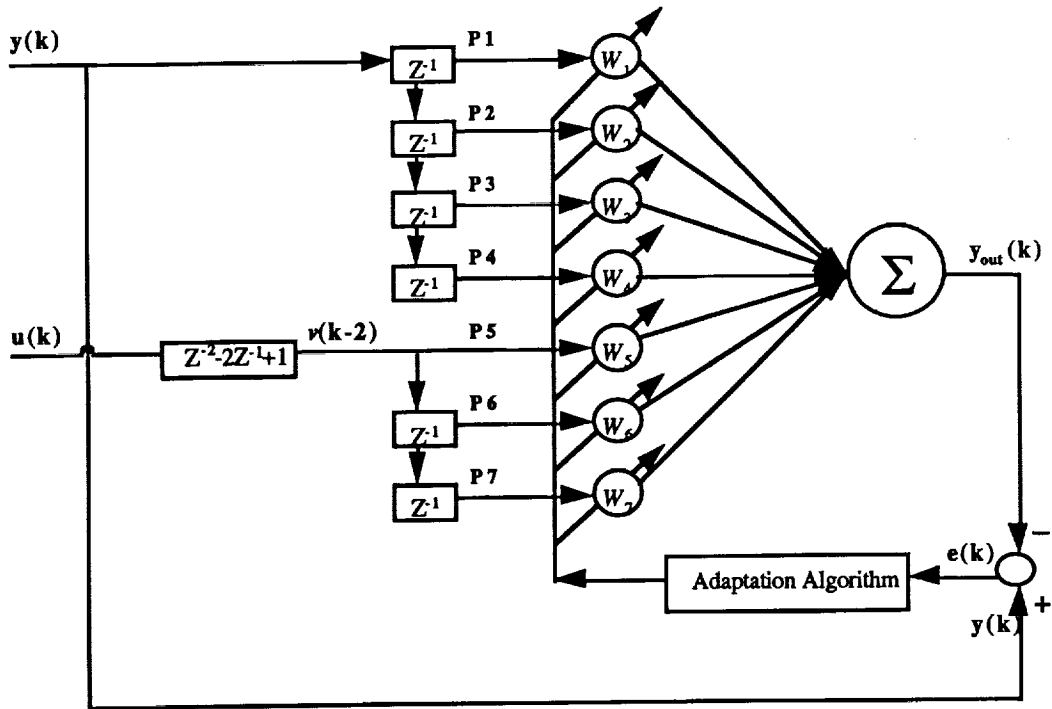 y(k)
P1
Z-1
W1
P2
Z-1
W2
P3
Z-1
W3
P4
Z-1
W4
Σ
yout(k)
u(k)
Z-2-2Z-1+1
v(k-2)
P5
W5
P6
Z-1
W6
P7
Z-1
W7
−
e(k)
Adaptation Algorithm
+
y(k)